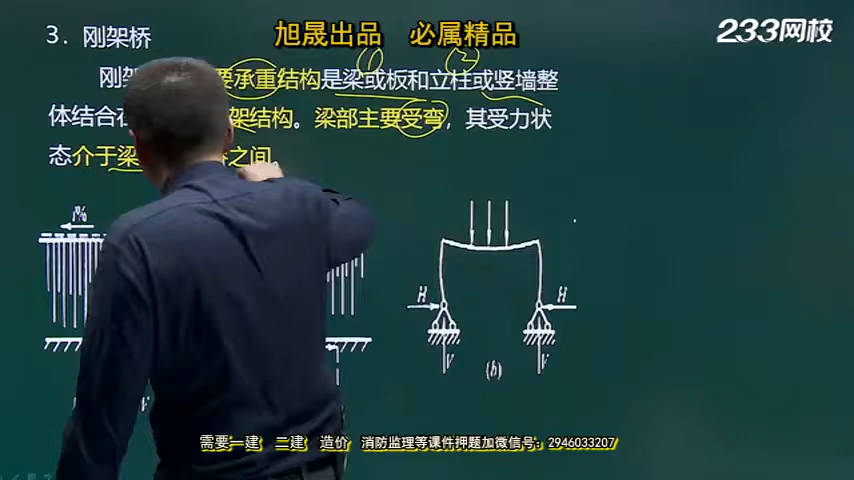 旭晟出品 必属精品
233网校
3. 刚架桥
刚 要承重结构是梁或板和立柱或竖墙整
体结合在 架结构。梁部主要受弯，其受力状
态介于梁 之间。
1%
H H
V V
(b)
需要一建 二建 造价 消防监理等课件押题加微信号：2946033207